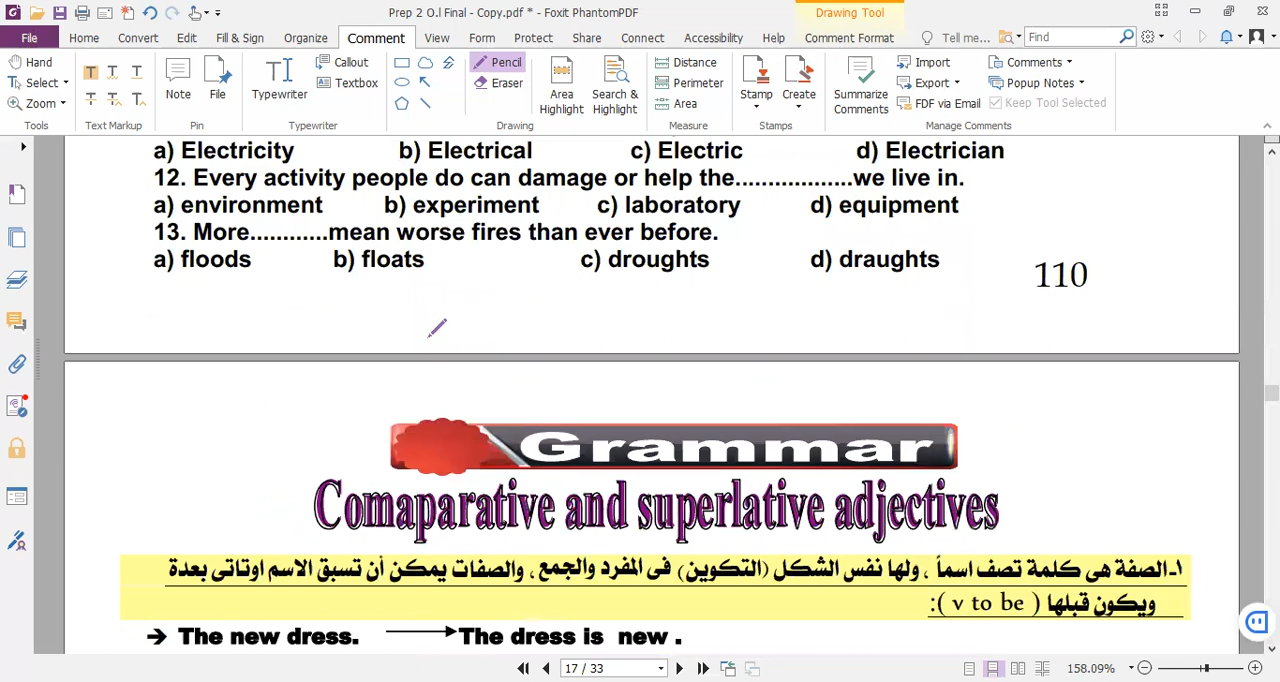 Prep 2 O.l Final - Copy.pdf * - Foxit PhantomPDF
Drawing Tool
File Home Convert Edit Fill & Sign Organize Comment View Form Protect Share Connect Accessibility Help Comment Format Tell me... Find
Hand
Select
Zoom
Tools
Text Markup
Note
File
Pin
Typewriter
Callout
Textbox
Typewriter
Pencil
Eraser
Area Highlight
Search & Highlight
Drawing
Distance
Perimeter
Area
Measure
Stamp
Create
Stamps
Summarize Comments
Import
Export
FDF via Email
Comments
Popup Notes
Keep Tool Selected
Manage Comments
a) Electricity b) Electrical c) Electric d) Electrician
12. Every activity people do can damage or help the..................we live in.
a) environment b) experiment c) laboratory d) equipment
13. More............mean worse fires than ever before.
a) floods b) floats c) droughts d) draughts
110
Grammar
Comaparative and superlative adjectives
١ـ الصفة هى كلمة تصف اسماً ، ولها نفس الشكل (التكوين) فى المفرد والجمع ، والصفات يمكن أن تسبق الاسم اوتاتى بعدة
ويكون قبلها ( v to be ):
→ The new dress. → The dress is new .
17 / 33
158.09%